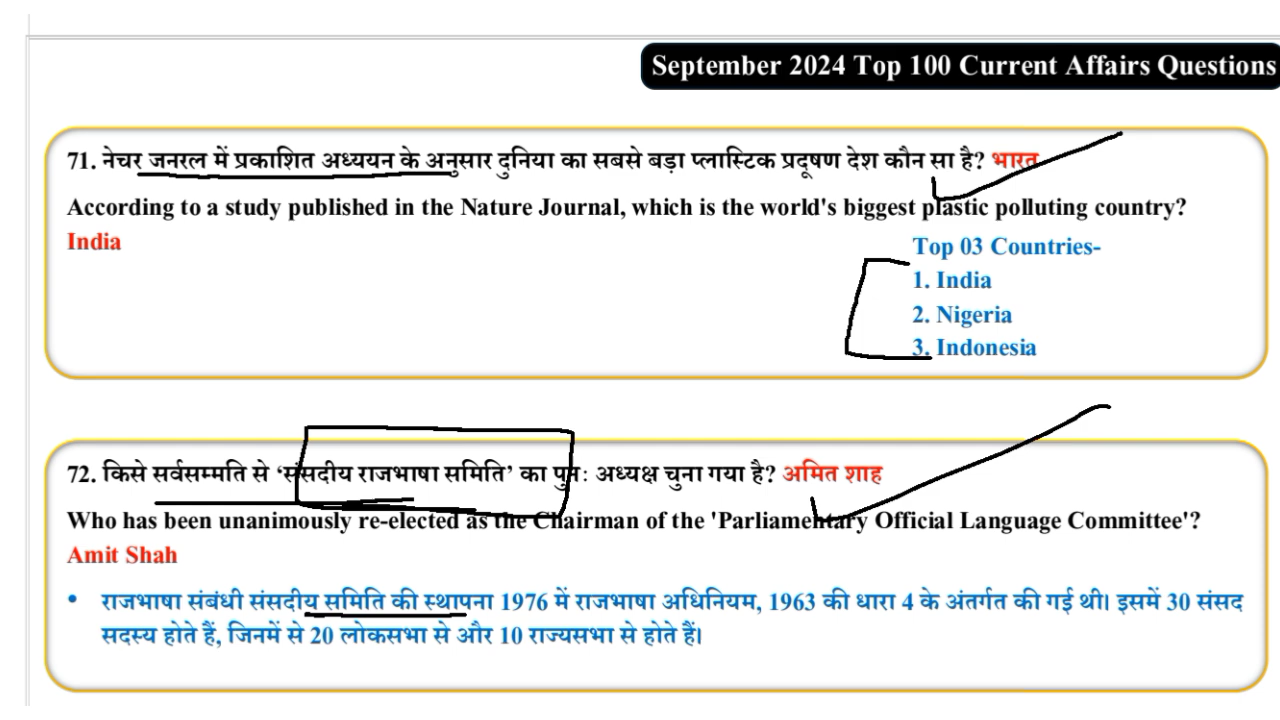 September 2024 Top 100 Current Affairs Questions
71. नेचर जनरल में प्रकाशित अध्ययन के अनुसार दुनिया का सबसे बड़ा प्लास्टिक प्रदूषण देश कौन सा है? भारत
According to a study published in the Nature Journal, which is the world's biggest plastic polluting country?
India
Top 03 Countries-
1. India
2. Nigeria
3. Indonesia
72. किसे सर्वसम्मति से ‘संसदीय राजभाषा समिति’ का पुन: अध्यक्ष चुना गया है? अमित शाह
Who has been unanimously re-elected as the Chairman of the 'Parliamentary Official Language Committee'?
Amit Shah
• राजभाषा संबंधी संसदीय समिति की स्थापना 1976 में राजभाषा अधिनियम, 1963 की धारा 4 के अंतर्गत की गई थी। इसमें 30 संसद
सदस्य होते हैं, जिनमें से 20 लोकसभा से और 10 राज्यसभा से होते हैं।